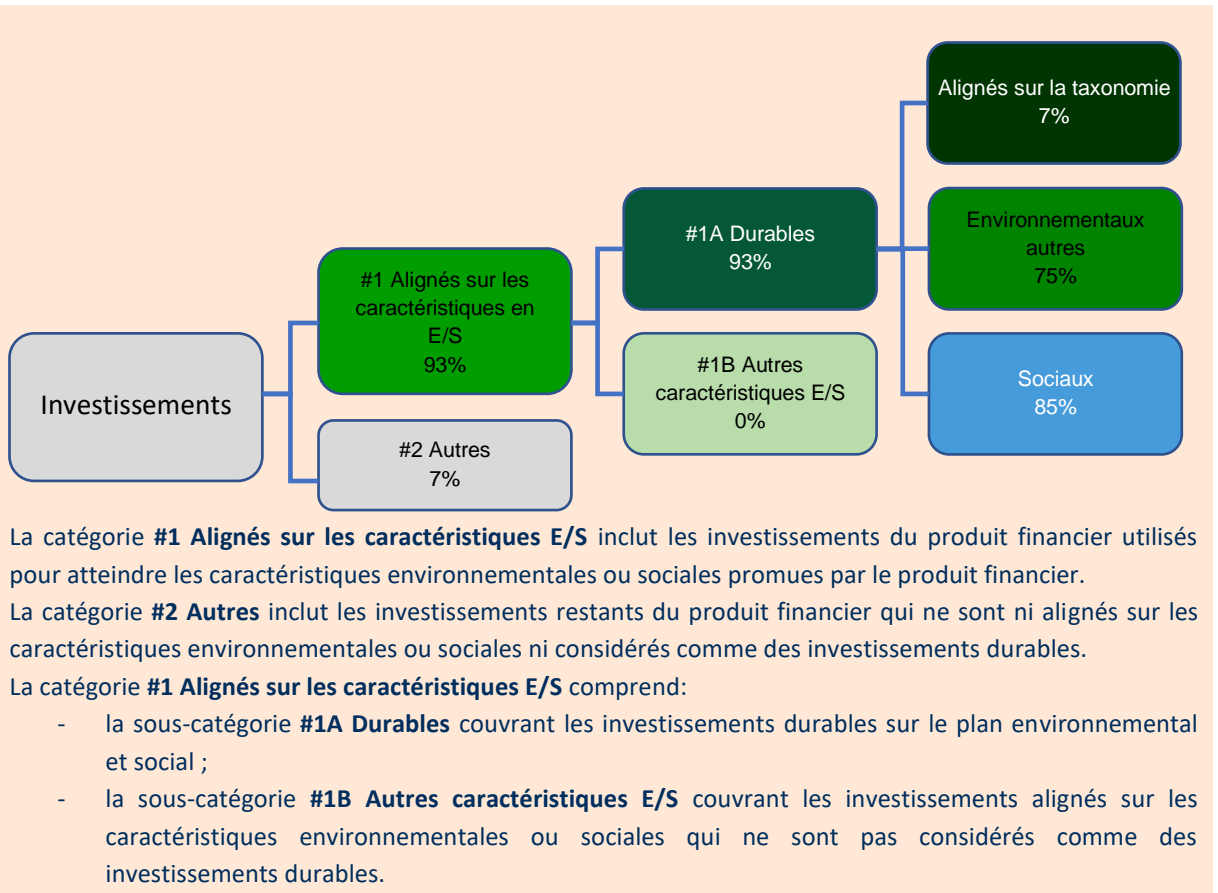 Alignés sur la taxonomie
7%
#1A Durables
93%
Environnementaux
autres
75%
#1 Alignés sur les
caractéristiques en
E/S
93%
#1B Autres
caractéristiques E/S
0%
Sociaux
85%
Investissements
#2 Autres
7%
La catégorie #1 Alignés sur les caractéristiques E/S inclut les investissements du produit financier utilisés
pour atteindre les caractéristiques environnementales ou sociales promues par le produit financier.
La catégorie #2 Autres inclut les investissements restants du produit financier qui ne sont ni alignés sur les
caractéristiques environnementales ou sociales ni considérés comme des investissements durables.
La catégorie #1 Alignés sur les caractéristiques E/S comprend:
- la sous-catégorie #1A Durables couvrant les investissements durables sur le plan environnemental
et social ;
- la sous-catégorie #1B Autres caractéristiques E/S couvrant les investissements alignés sur les
caractéristiques environnementales ou sociales qui ne sont pas considérés comme des
investissements durables.